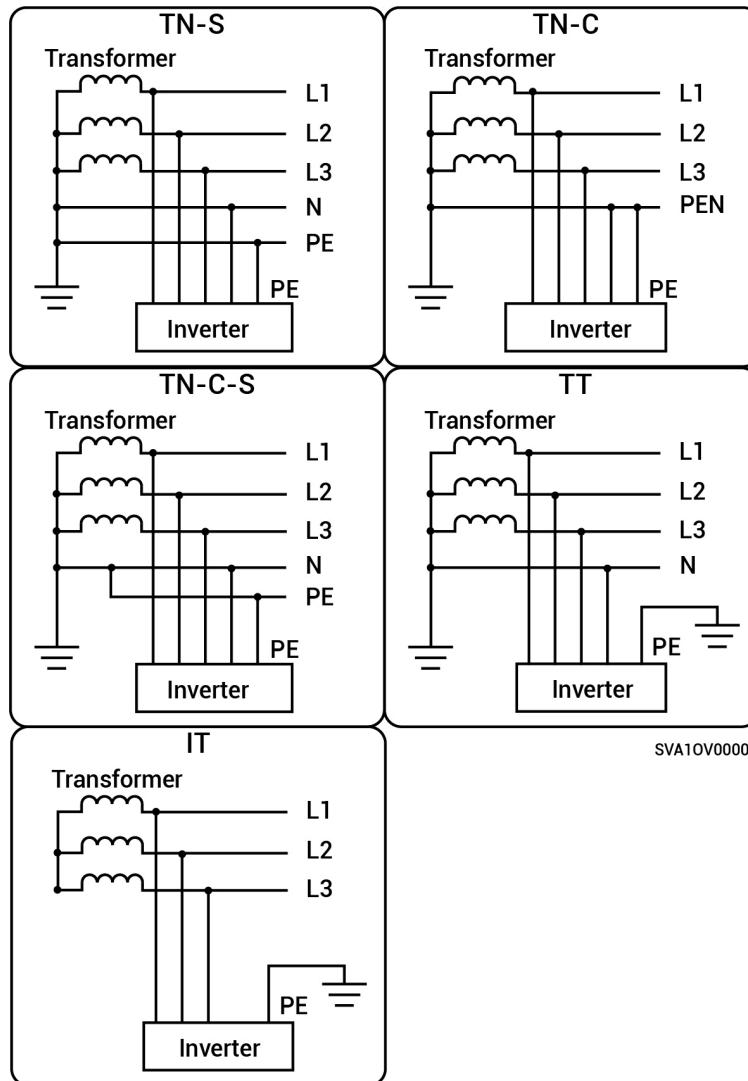 TN-S
Transformer
L1
L2
L3
N
PE
PE
Inverter
TN-C
Transformer
L1
L2
L3
PEN
PE
Inverter
TN-C-S
Transformer
L1
L2
L3
N
PE
PE
Inverter
TT
Transformer
L1
L2
L3
N
PE
Inverter
SVA1OV0000
IT
Transformer
L1
L2
L3
PE
Inverter